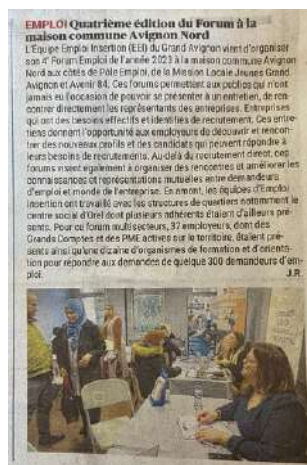 EMPLOI Quatrième édition du Forum à la
maison commune Avignon Nord
L'Equipe Emploi Insertion (EEI) du Grand Avignon vient d'organiser
son 4e Forum Emploi de l'année 2023 à la maison commune Avignon
Nord aux côtés de Pôle Emploi, de la Mission Locale Jeunes Grand
Avignon et Avenir 84. Ces forums permettent aux publics qui n'ont
jamais eu l'occasion de pouvoir se présenter à un entretien, de ren-
contrer directement les représentants des entreprises. Entreprises
qui ont des besoins effectifs et identifiés de recrutement. Ces entre-
tiens donnent l'opportunité aux employeurs de découvrir et rencon-
trer des nouveaux profils et des candidats qui peuvent répondre à
leurs besoins de recrutements. Au-delà du recrutement direct, ces
forums visent également à organiser des rencontres et améliorer les
connaissances et représentations mutuelles entre demandeurs
d'emploi et monde de l'entreprise. En amont, les équipes d'Emploi
Insertion ont travaillé avec les structures de quartiers notamment le
centre social d'Orel dont plusieurs adhérents étaient d'ailleurs pré-
sents. Pour ce forum multisecteurs, 37 employeurs, dont des
Grands Comptes et des PME actives sur le territoire, étaient pré-
sents ainsi qu'une dizaine d'organismes de formation et d'orienta-
tion pour répondre aux demandes de quelque 300 demandeurs d'em-
ploi.
J.R.